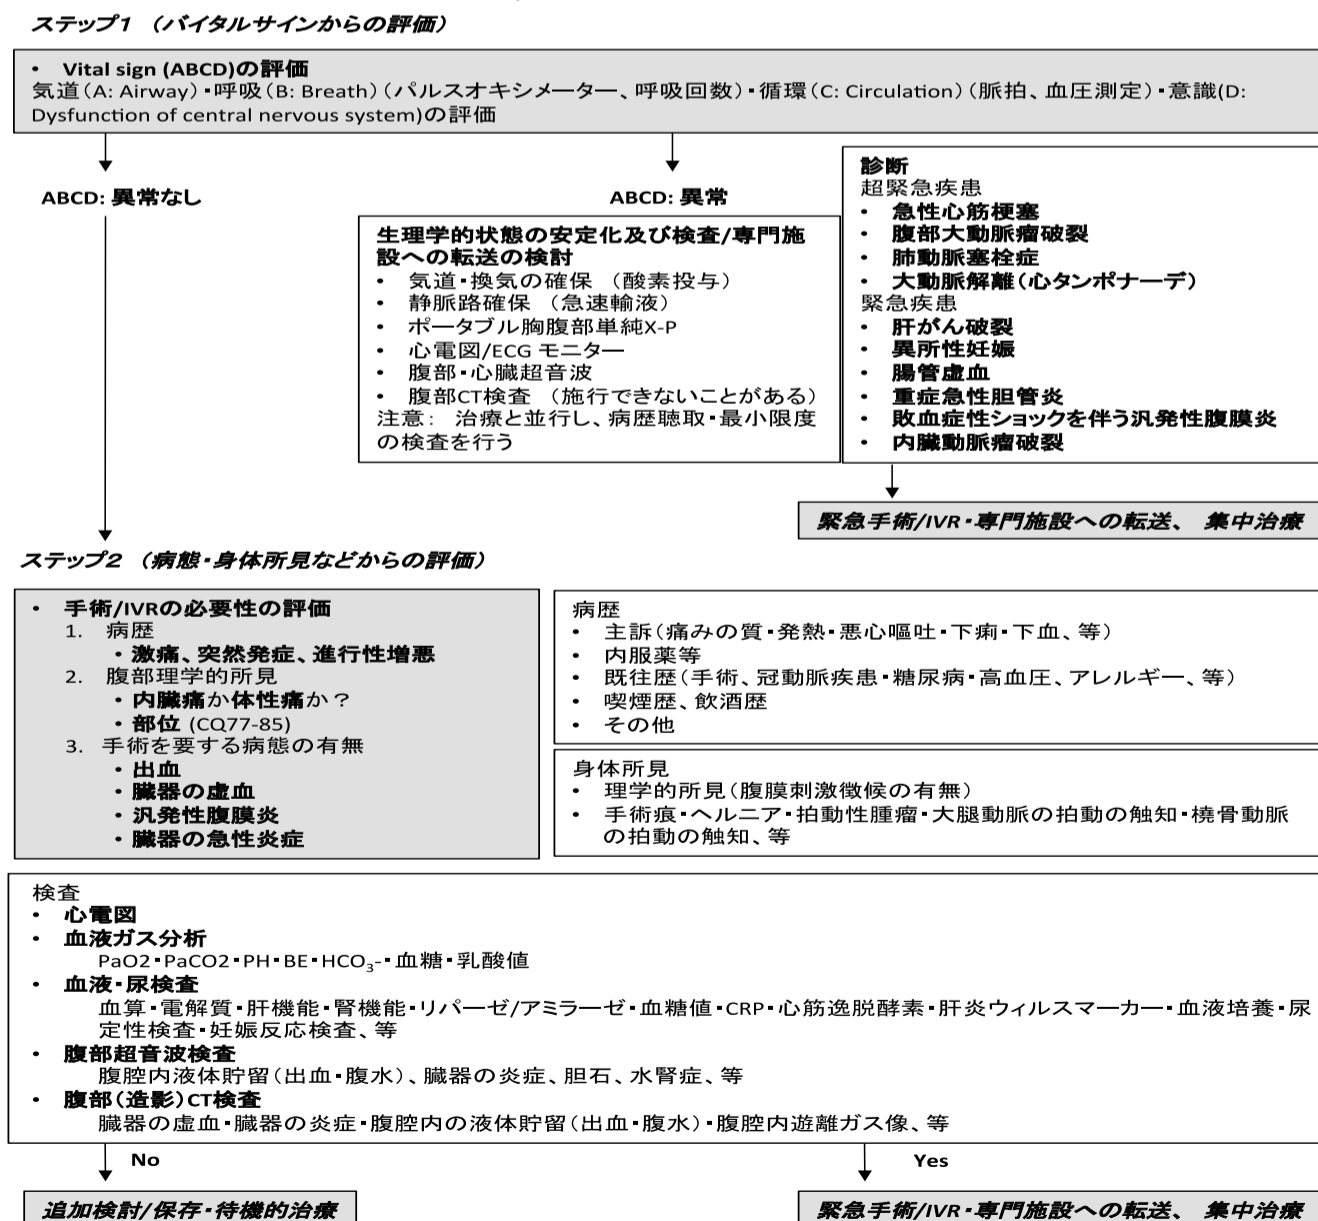 ステップ1 （バイタルサインからの評価）
• Vital sign (ABCD)の評価
気道（A: Airway）・呼吸（B: Breath）（パルスオキシメーター、呼吸回数）・循環（C: Circulation）（脈拍、血圧測定）・意識(D:
Dysfunction of central nervous system)の評価
ABCD: 異常なし
ABCD: 異常
生理学的状態の安定化及び検査/専門施
設への転送の検討
• 気道・換気の確保 （酸素投与）
• 静脈路確保 （急速輸液）
• ポータブル胸腹部単純X-P
• 心電図/ECG モニター
• 腹部・心臓超音波
• 腹部CT検査 （施行できないことがある）
注意： 治療と並行し、病歴聴取・最小限度
の検査を行う
診断
超緊急疾患
• 急性心筋梗塞
• 腹部大動脈瘤破裂
• 肺動脈塞栓症
• 大動脈解離（心タンポナーデ）
緊急疾患
• 肝がん破裂
• 異所性妊娠
• 腸管虚血
• 重症急性胆管炎
• 敗血症性ショックを伴う汎発性腹膜炎
• 内臓動脈瘤破裂
緊急手術/IVR・専門施設への転送、 集中治療
ステップ2 （病態・身体所見などからの評価）
• 手術/IVRの必要性の評価
1. 病歴
・激痛、突然発症、進行性増悪
2. 腹部理学的所見
・内臓痛か体性痛か？
・部位 (CQ77-85)
3. 手術を要する病態の有無
・出血
・臓器の虚血
・汎発性腹膜炎
・臓器の急性炎症
病歴
• 主訴（痛みの質・発熱・悪心嘔吐・下痢・下血、等）
• 内服薬等
• 既往歴（手術、冠動脈疾患・糖尿病・高血圧、アレルギー、等）
• 喫煙歴、飲酒歴
• その他
身体所見
• 理学的所見（腹膜刺激徴候の有無）
• 手術痕・ヘルニア・拍動性腫瘤・大腿動脈の拍動の触知・橈骨動脈
の拍動の触知、等
検査
• 心電図
• 血液ガス分析
PaO2・PaCO2・PH・BE・HCO₃-・血糖・乳酸値
• 血液・尿検査
血算・電解質・肝機能・腎機能・リパーゼ/アミラーゼ・血糖値・CRP・心筋逸脱酵素・肝炎ウィルスマーカー・血液培養・尿
定性検査・妊娠反応検査、等
• 腹部超音波検査
腹腔内液体貯留（出血・腹水）、臓器の炎症、胆石、水腎症、等
• 腹部（造影）CT検査
臓器の虚血・臓器の炎症・腹腔内の液体貯留（出血・腹水）・腹腔内遊離ガス像、等
No
Yes
追加検討/保存・待機的治療
緊急手術/IVR・専門施設への転送、 集中治療